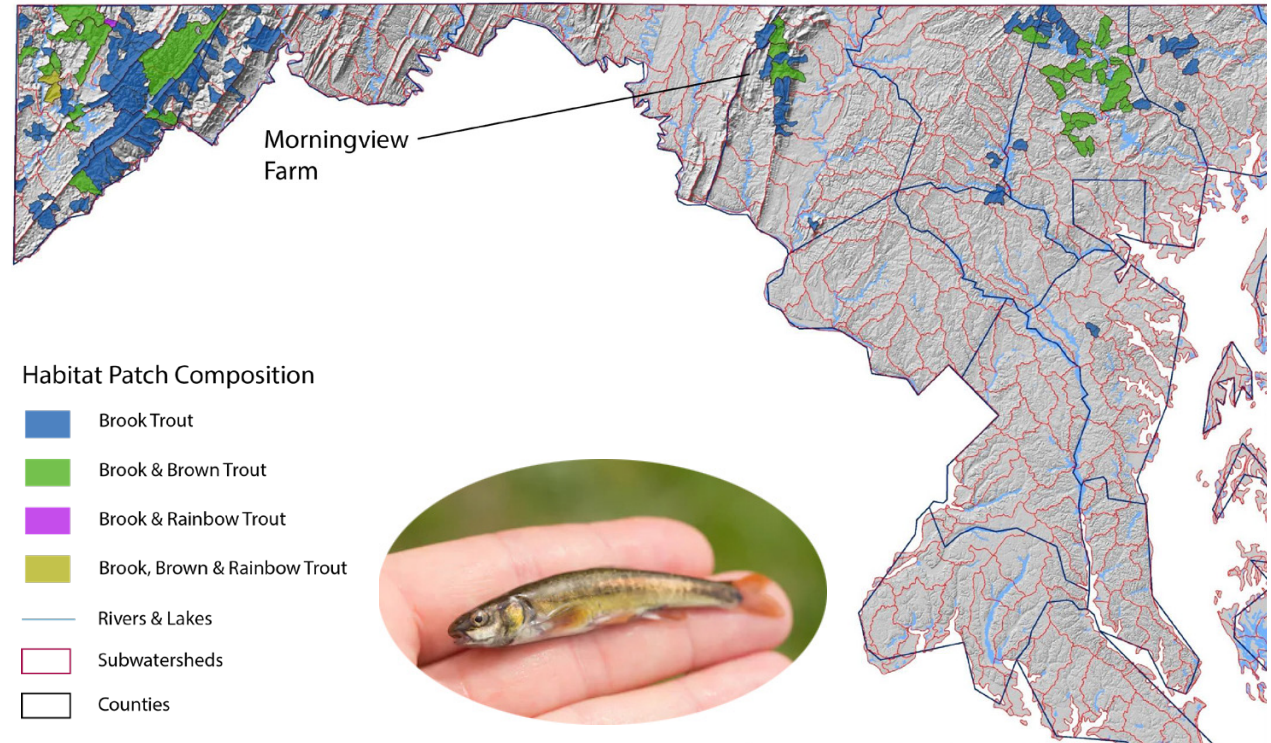 Morningview
Farm
Habitat Patch Composition
Brook Trout
Brook & Brown Trout
Brook & Rainbow Trout
Brook, Brown & Rainbow Trout
Rivers & Lakes
Subwatersheds
Counties